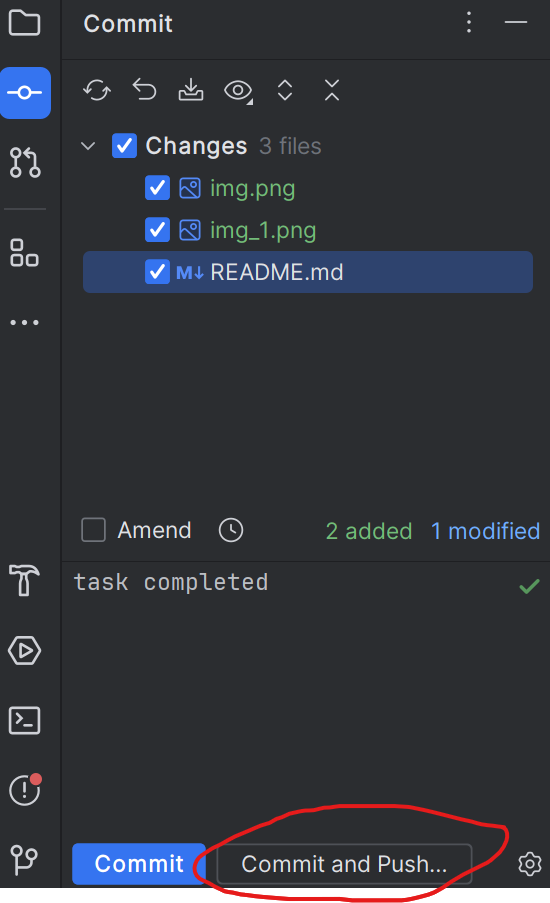 Commit
Changes 3 files
img.png
img_1.png
M↓ README.md
Amend 2 added 1 modified
task completed
Commit Commit and Push...